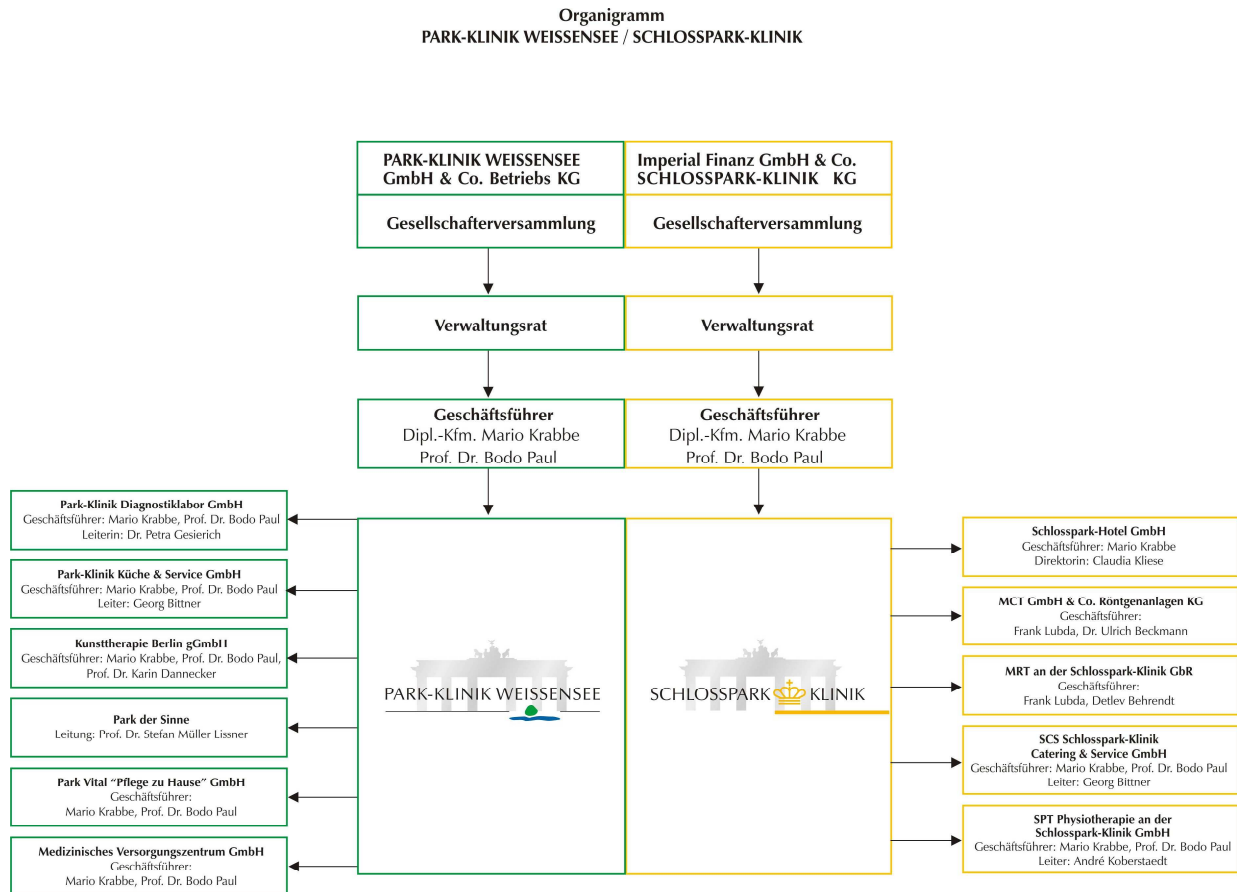 Organigramm
PARK-KLINIK WEISSENSEE / SCHLOSSPARK-KLINIK
PARK-KLINIK WEISSENSEE
GmbH & Co. Betriebs KG
Imperial Finanz GmbH & Co.
SCHLOSSPARK-KLINIK KG
Gesellschafterversammlung
Gesellschafterversammlung
Verwaltungsrat
Verwaltungsrat
Geschäftsführer
Dipl.-Kfm. Mario Krabbe
Prof. Dr. Bodo Paul
Geschäftsführer
Dipl.-Kfm. Mario Krabbe
Prof. Dr. Bodo Paul
Park-Klinik Diagnostiklabor GmbH
Geschäftsführer: Mario Krabbe, Prof. Dr. Bodo Paul
Leiterin: Dr. Petra Gesierich
Park-Klinik Küche & Service GmbH
Geschäftsführer: Mario Krabbe, Prof. Dr. Bodo Paul
Leiter: Georg Bittner
Kunsttherapie Berlin gGmbH
Geschäftsführer: Mario Krabbe, Prof. Dr. Bodo Paul,
Prof. Dr. Karin Dannecker
Park der Sinne
Leitung: Prof. Dr. Stefan Müller Lissner
Park Vital “Pflege zu Hause” GmbH
Geschäftsführer:
Mario Krabbe, Prof. Dr. Bodo Paul
Medizinisches Versorgungszentrum GmbH
Geschäftsführer:
Mario Krabbe, Prof. Dr. Bodo Paul
PARK-KLINIK WEISSENSEE
SCHLOSSPARK KLINIK
Schlosspark-Hotel GmbH
Geschäftsführer: Mario Krabbe
Direktorin: Claudia Kliese
MCT GmbH & Co. Röntgenanlagen KG
Geschäftsführer:
Frank Lubda, Dr. Ulrich Beckmann
MRT an der Schlosspark-Klinik GbR
Geschäftsführer:
Frank Lubda, Detlev Behrendt
SCS Schlosspark-Klinik
Catering & Service GmbH
Geschäftsführer: Mario Krabbe, Prof. Dr. Bodo Paul
Leiter: Georg Bittner
SPT Physiotherapie an der
Schlosspark-Klinik GmbH
Geschäftsführer: Mario Krabbe, Prof. Dr. Bodo Paul
Leiter: André Koberstaedt